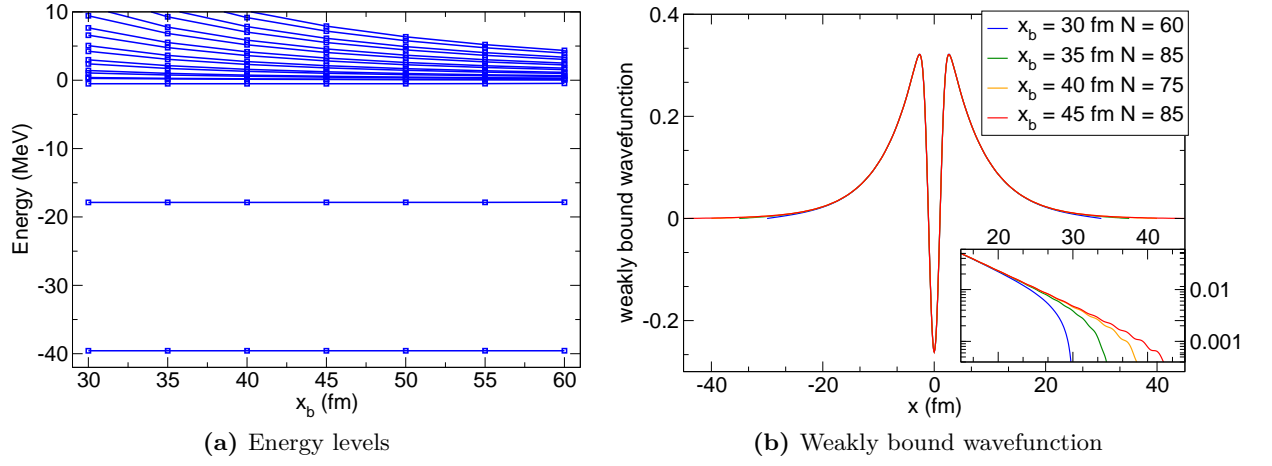 10
0
-10
-20
-30
-40
Energy (MeV)
30 35 40 45 50 55 60
x_b (fm)
(a) Energy levels
0.4
0.2
0
-0.2
weakly bound wavefunction
x_b = 30 fm N = 60
x_b = 35 fm N = 85
x_b = 40 fm N = 75
x_b = 45 fm N = 85
20 30 40
0.01
0.001
-40 -20 0 20 40
x (fm)
(b) Weakly bound wavefunction